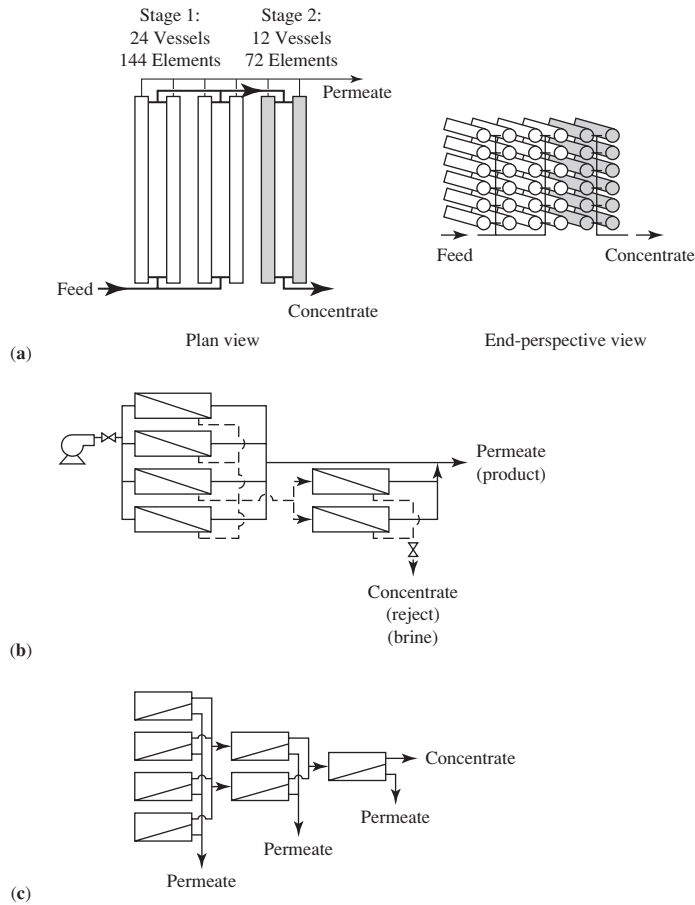 Stage 1:
24 Vessels
144 Elements
Stage 2:
12 Vessels
72 Elements
Permeate
Feed
Concentrate
Plan view
Feed
Concentrate
End-perspective view
(a)
Permeate
(product)
Concentrate
(reject)
(brine)
(b)
Concentrate
Permeate
Permeate
Permeate
(c)